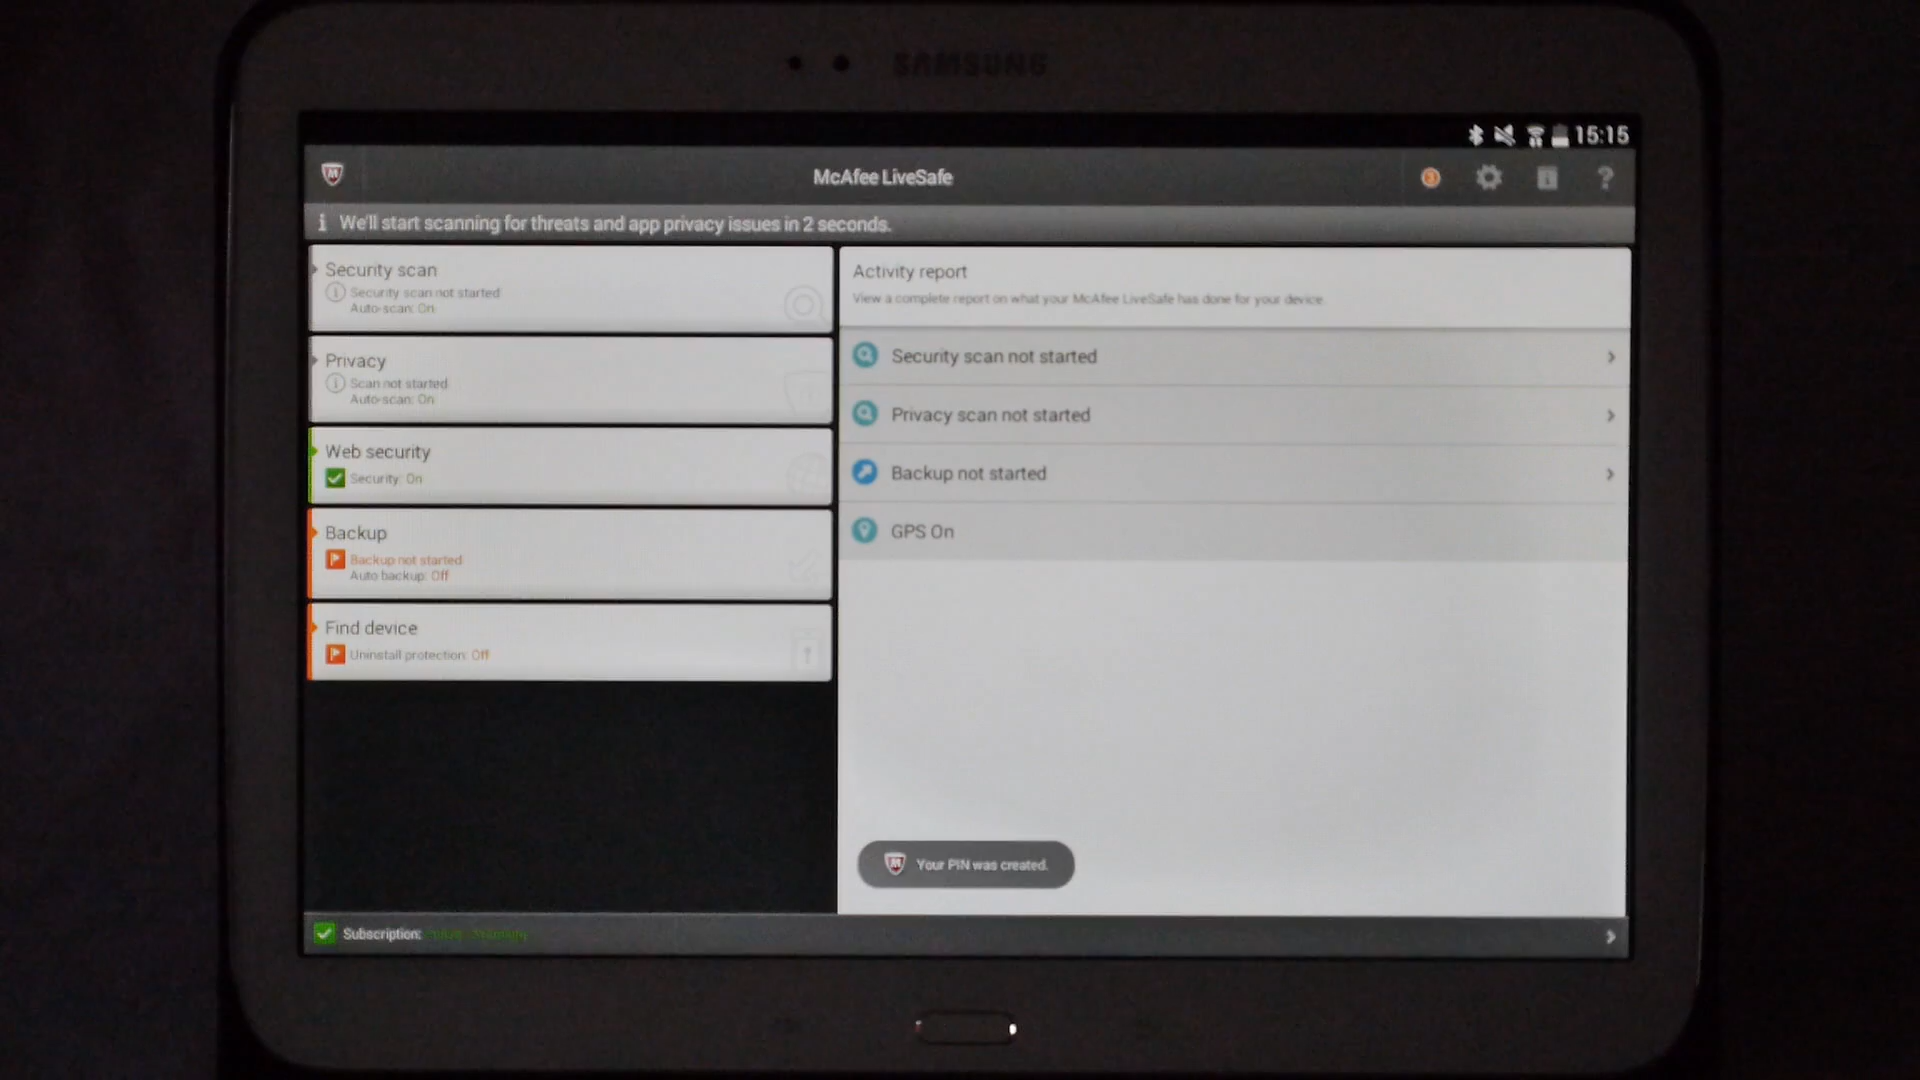 SAMSUNG
15:15
McAfee LiveSafe
3
We'll start scanning for threats and app privacy issues in 2 seconds.
Security scan
Security scan not started
Auto-scan: On
Privacy
Scan not started
Auto-scan: On
Web security
Security: On
Backup
Backup not started
Auto backup: Off
Find device
Uninstall protection: Off
Activity report
View a complete report on what your McAfee LiveSafe has done for your device.
Security scan not started
Privacy scan not started
Backup not started
GPS On
Your PIN was created.
Subscription: